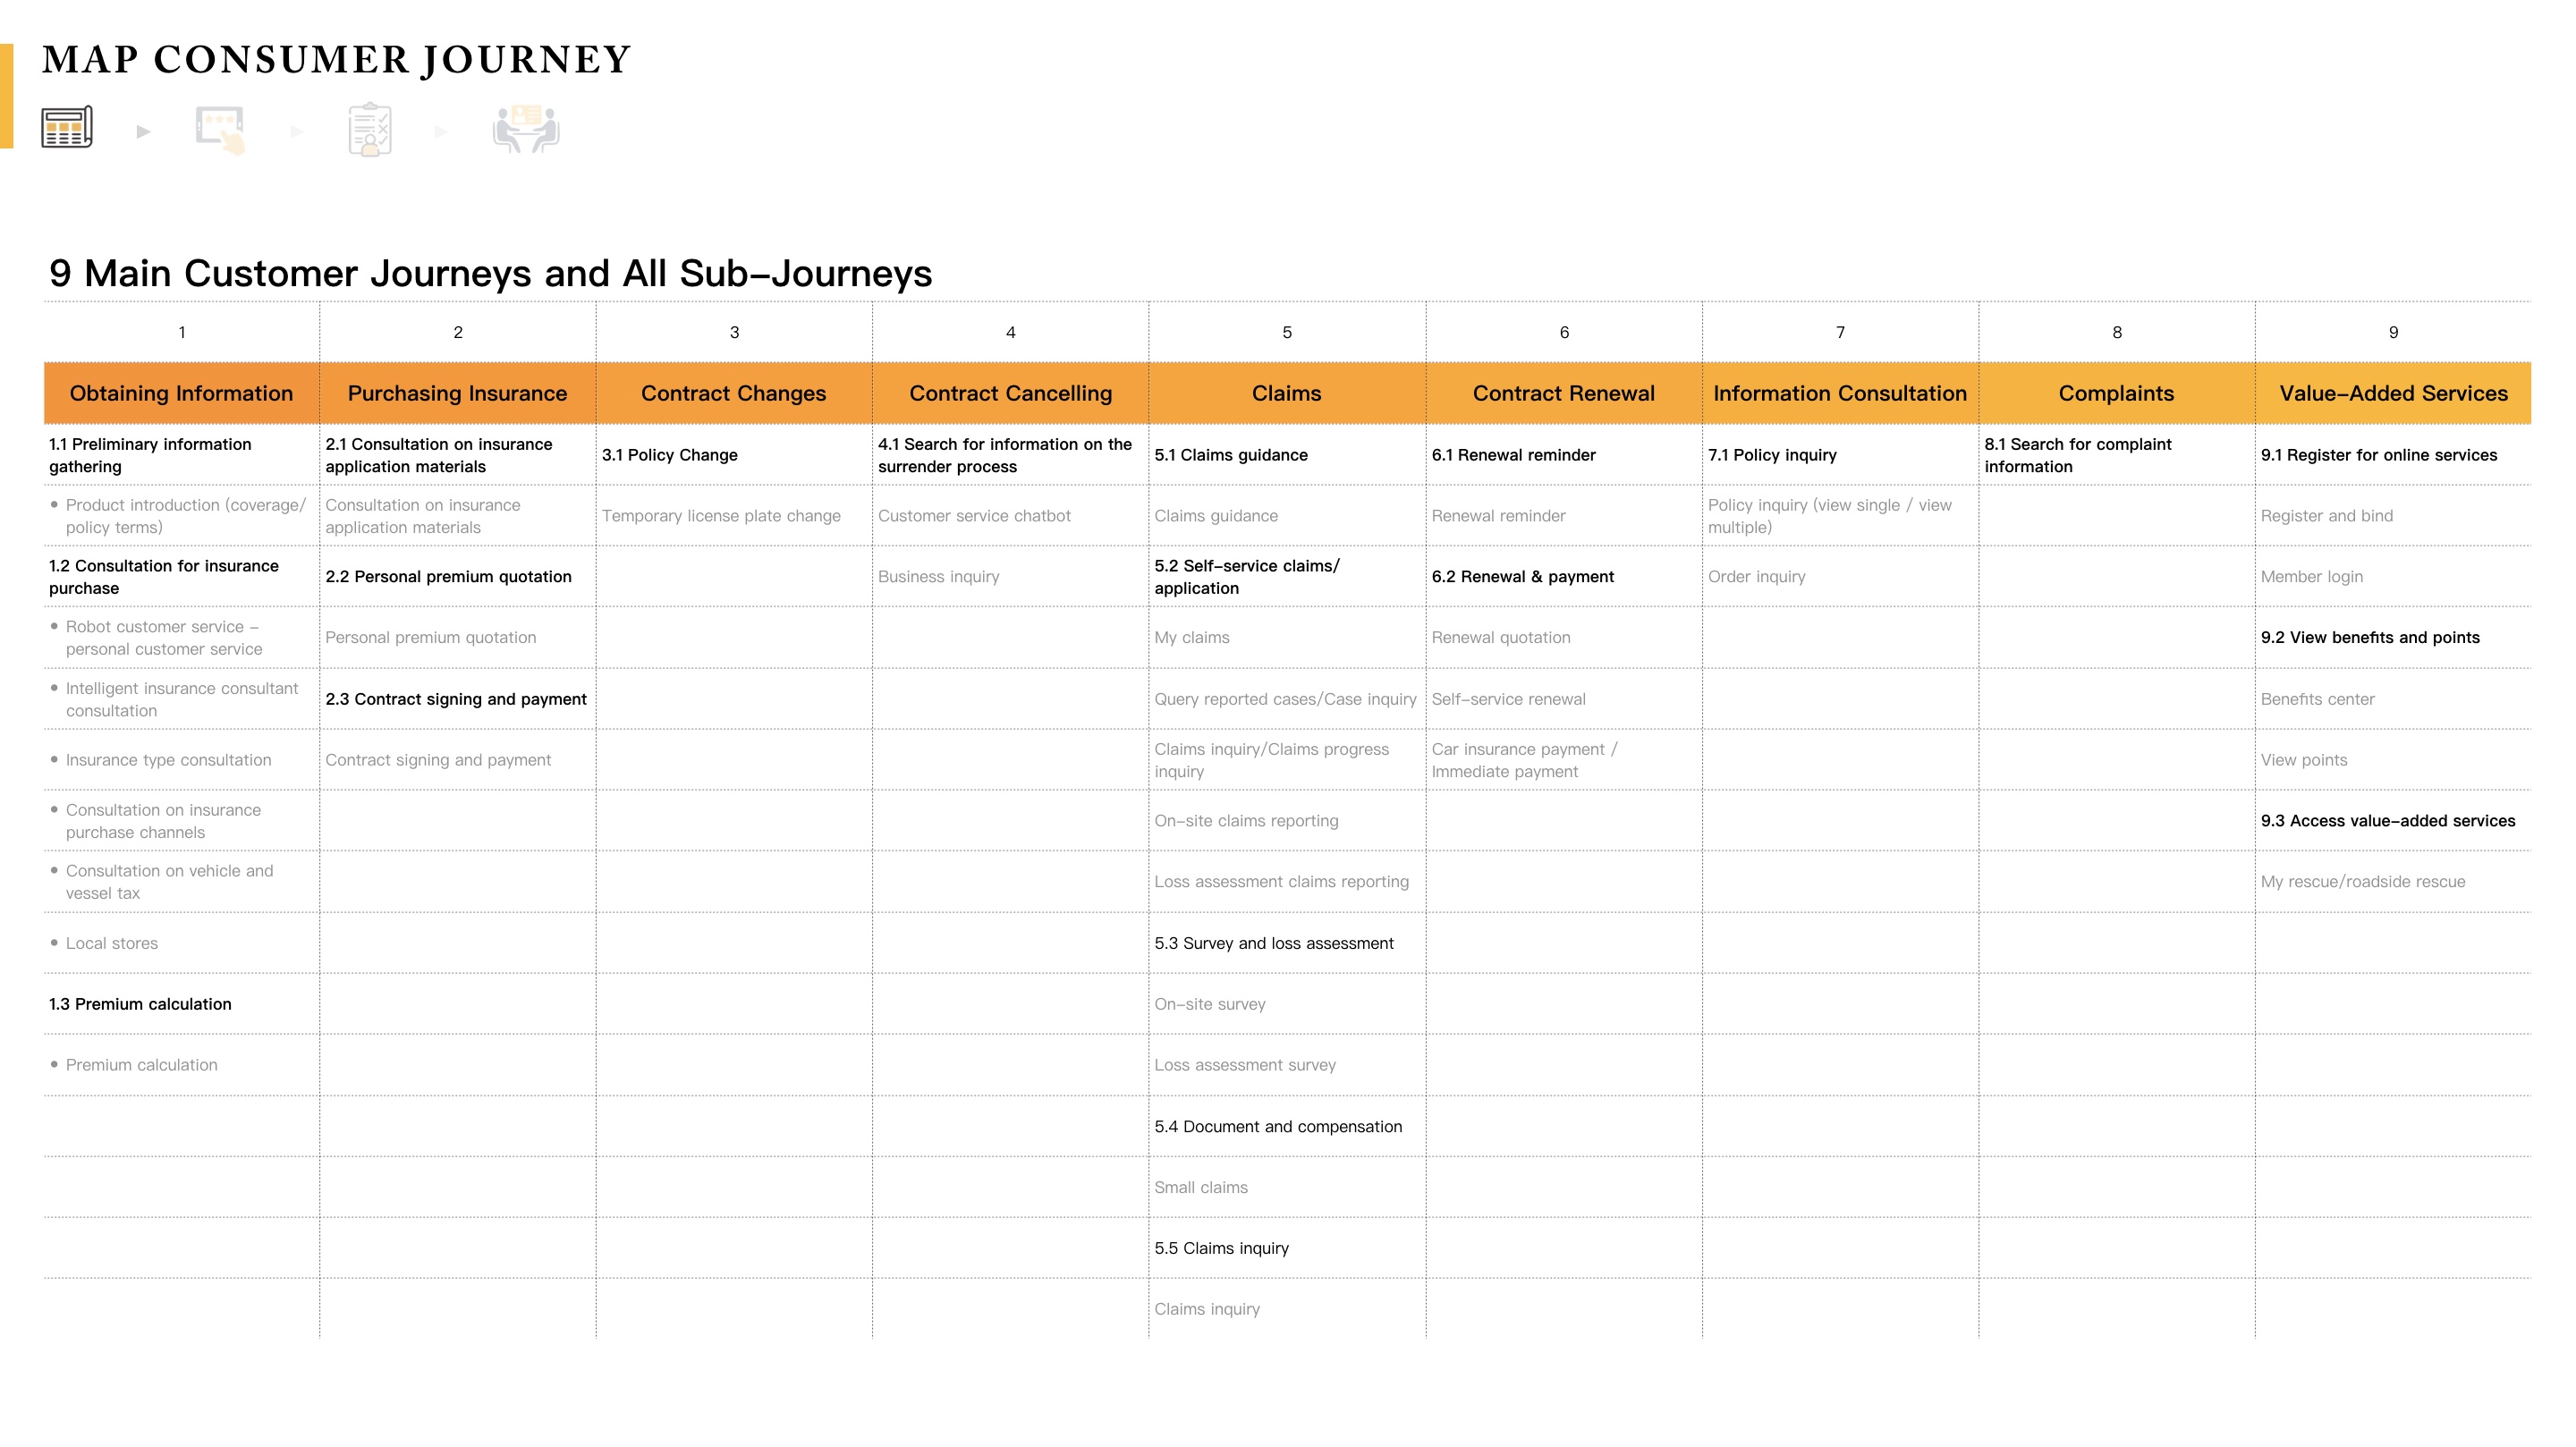 MAP CONSUMER JOURNEY
9 Main Customer Journeys and All Sub–Journeys
1 2 3 4 5 6 7 8 9
Obtaining Information Purchasing Insurance Contract Changes Contract Cancelling Claims Contract Renewal Information Consultation Complaints Value–Added Services
1.1 Preliminary information
gathering
2.1 Consultation on insurance
application materials
3.1 Policy Change
4.1 Search for information on the
surrender process
5.1 Claims guidance
6.1 Renewal reminder
7.1 Policy inquiry
8.1 Search for complaint
information
9.1 Register for online services
• Product introduction (coverage/
policy terms)
Consultation on insurance
application materials
Temporary license plate change
Customer service chatbot
Claims guidance
Renewal reminder
Policy inquiry (view single / view
multiple)
Register and bind
1.2 Consultation for insurance
purchase
2.2 Personal premium quotation
Business inquiry
5.2 Self–service claims/
application
6.2 Renewal & payment
Order inquiry
Member login
• Robot customer service –
personal customer service
Personal premium quotation
My claims
Renewal quotation
9.2 View benefits and points
• Intelligent insurance consultant
consultation
2.3 Contract signing and payment
Query reported cases/Case inquiry
Self–service renewal
Benefits center
• Insurance type consultation
Contract signing and payment
Claims inquiry/Claims progress
inquiry
Car insurance payment /
Immediate payment
View points
• Consultation on insurance
purchase channels
On–site claims reporting
9.3 Access value–added services
• Consultation on vehicle and
vessel tax
Loss assessment claims reporting
My rescue/roadside rescue
• Local stores
5.3 Survey and loss assessment
1.3 Premium calculation
On–site survey
• Premium calculation
Loss assessment survey
5.4 Document and compensation
Small claims
5.5 Claims inquiry
Claims inquiry